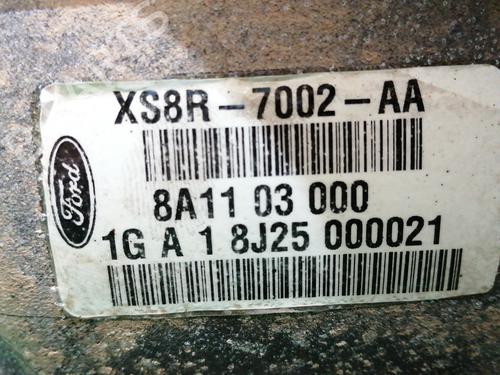 XS8R-7002-AA
Ford
8A11 03 000
1G A 1 8J25 000021